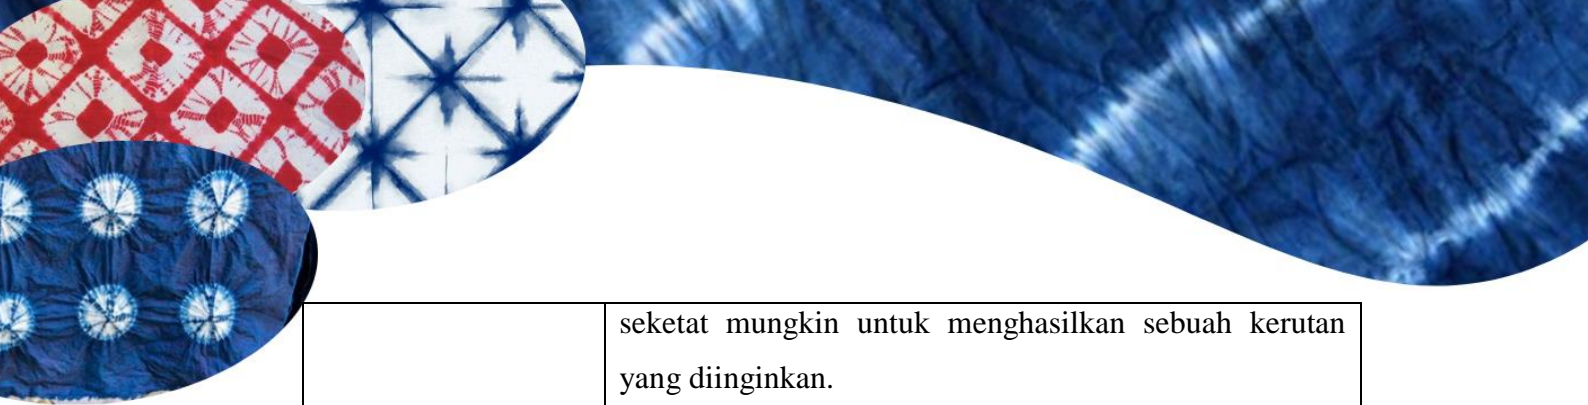 seketat mungkin untuk menghasilkan sebuah kerutan
yang diinginkan.